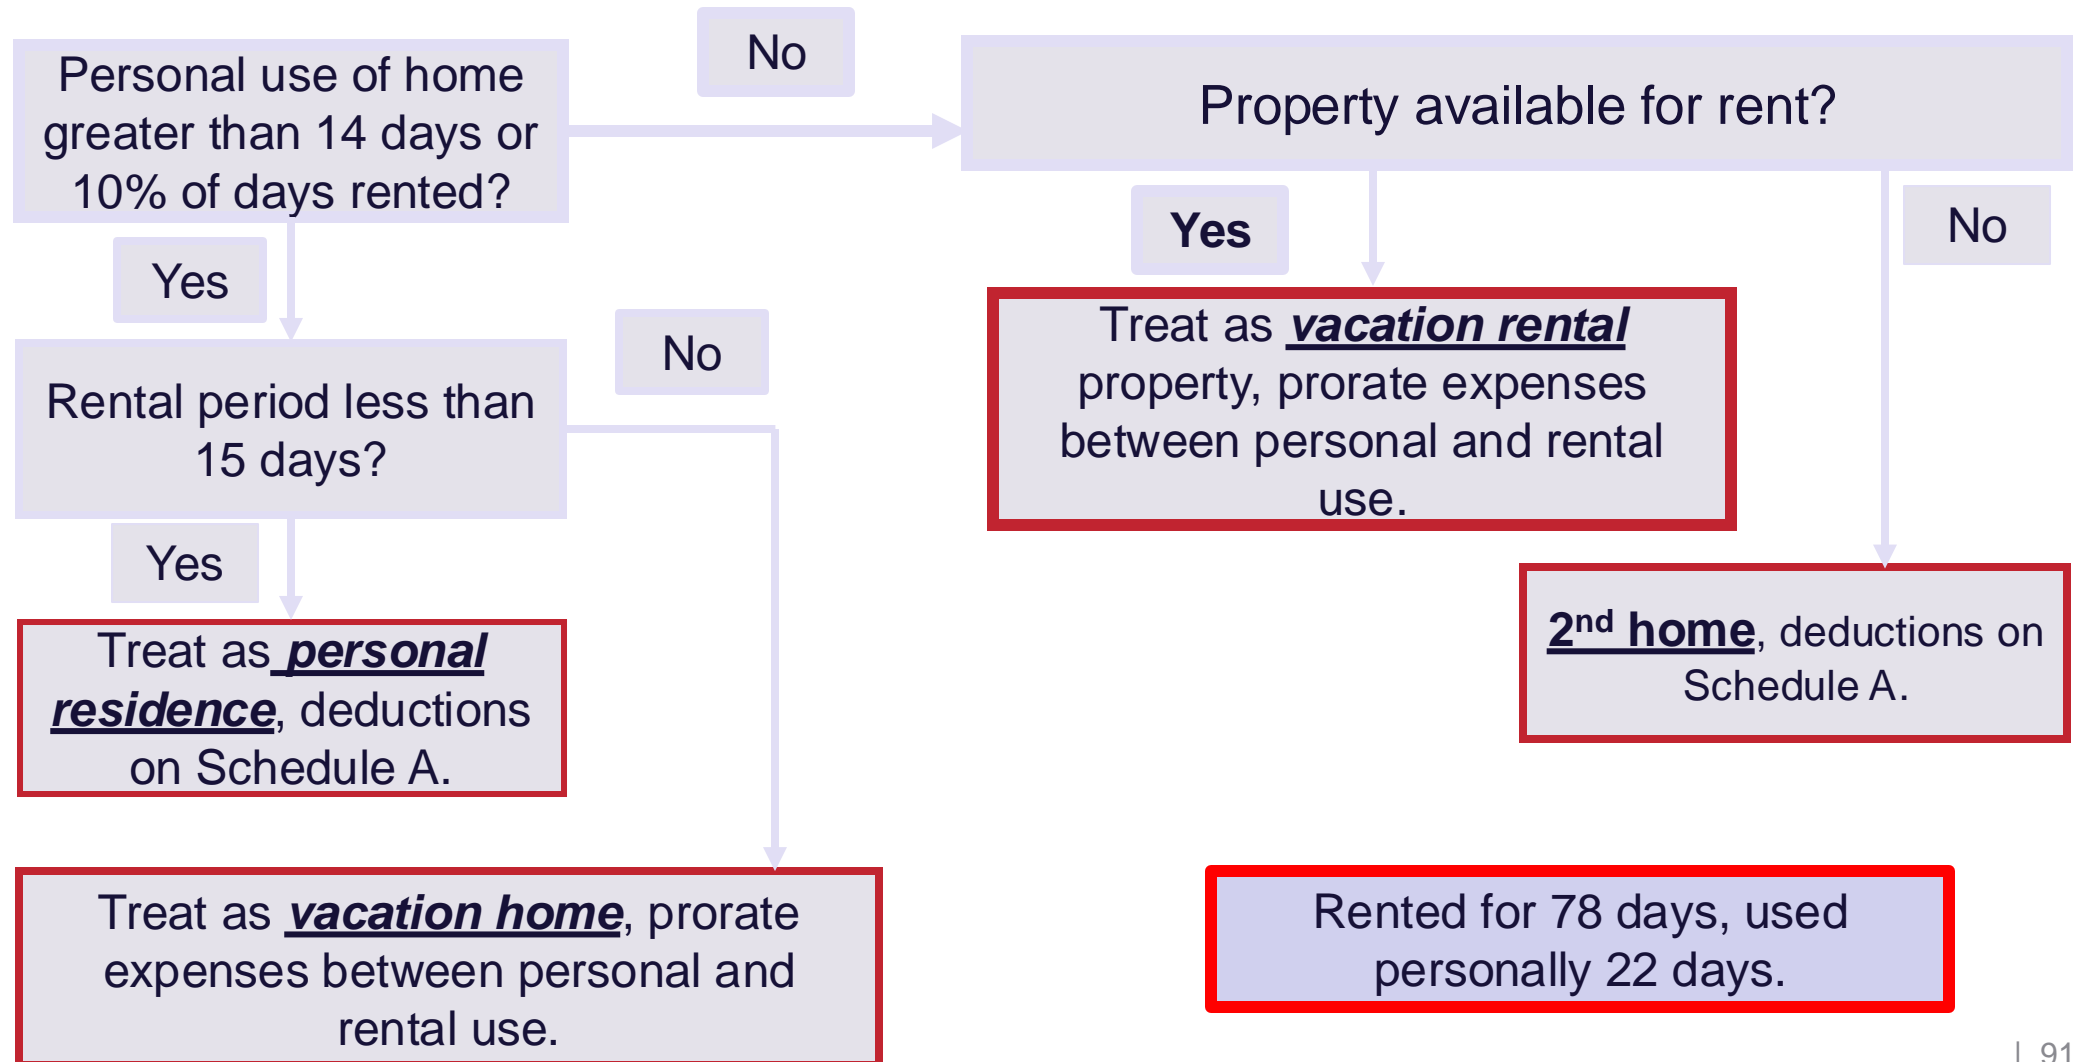 Personal use of home
greater than 14 days or
10% of days rented?
No
Property available for rent?
Yes
No
Yes
Treat as vacation rental
property, prorate expenses
between personal and rental
use.
Rental period less than
15 days?
No
Yes
Treat as personal
residence, deductions
on Schedule A.
2nd home, deductions on
Schedule A.
Treat as vacation home, prorate
expenses between personal and
rental use.
Rented for 78 days, used
personally 22 days.
| 91